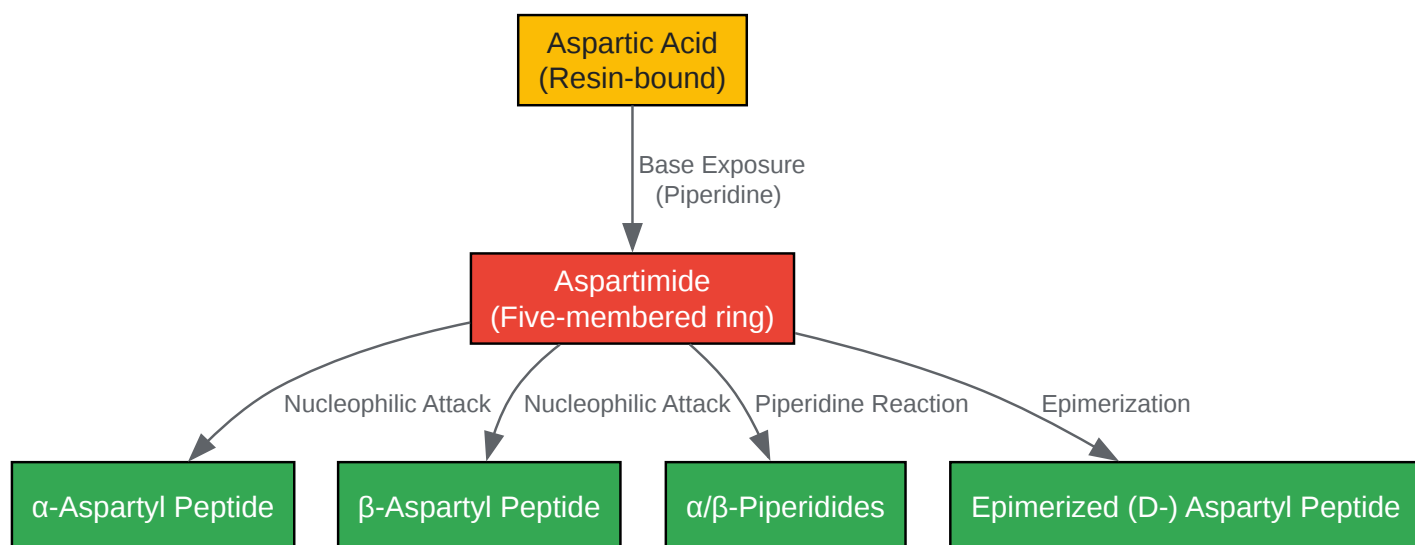 Aspartic Acid
(Resin-bound)
Base Exposure
(Piperidine)
Aspartimide
(Five-membered ring)
Nucleophilic Attack
Nucleophilic Attack
Piperidine Reaction
Epimerization
α-Aspartyl Peptide
β-Aspartyl Peptide
α/β-Piperidides
Epimerized (D-) Aspartyl Peptide